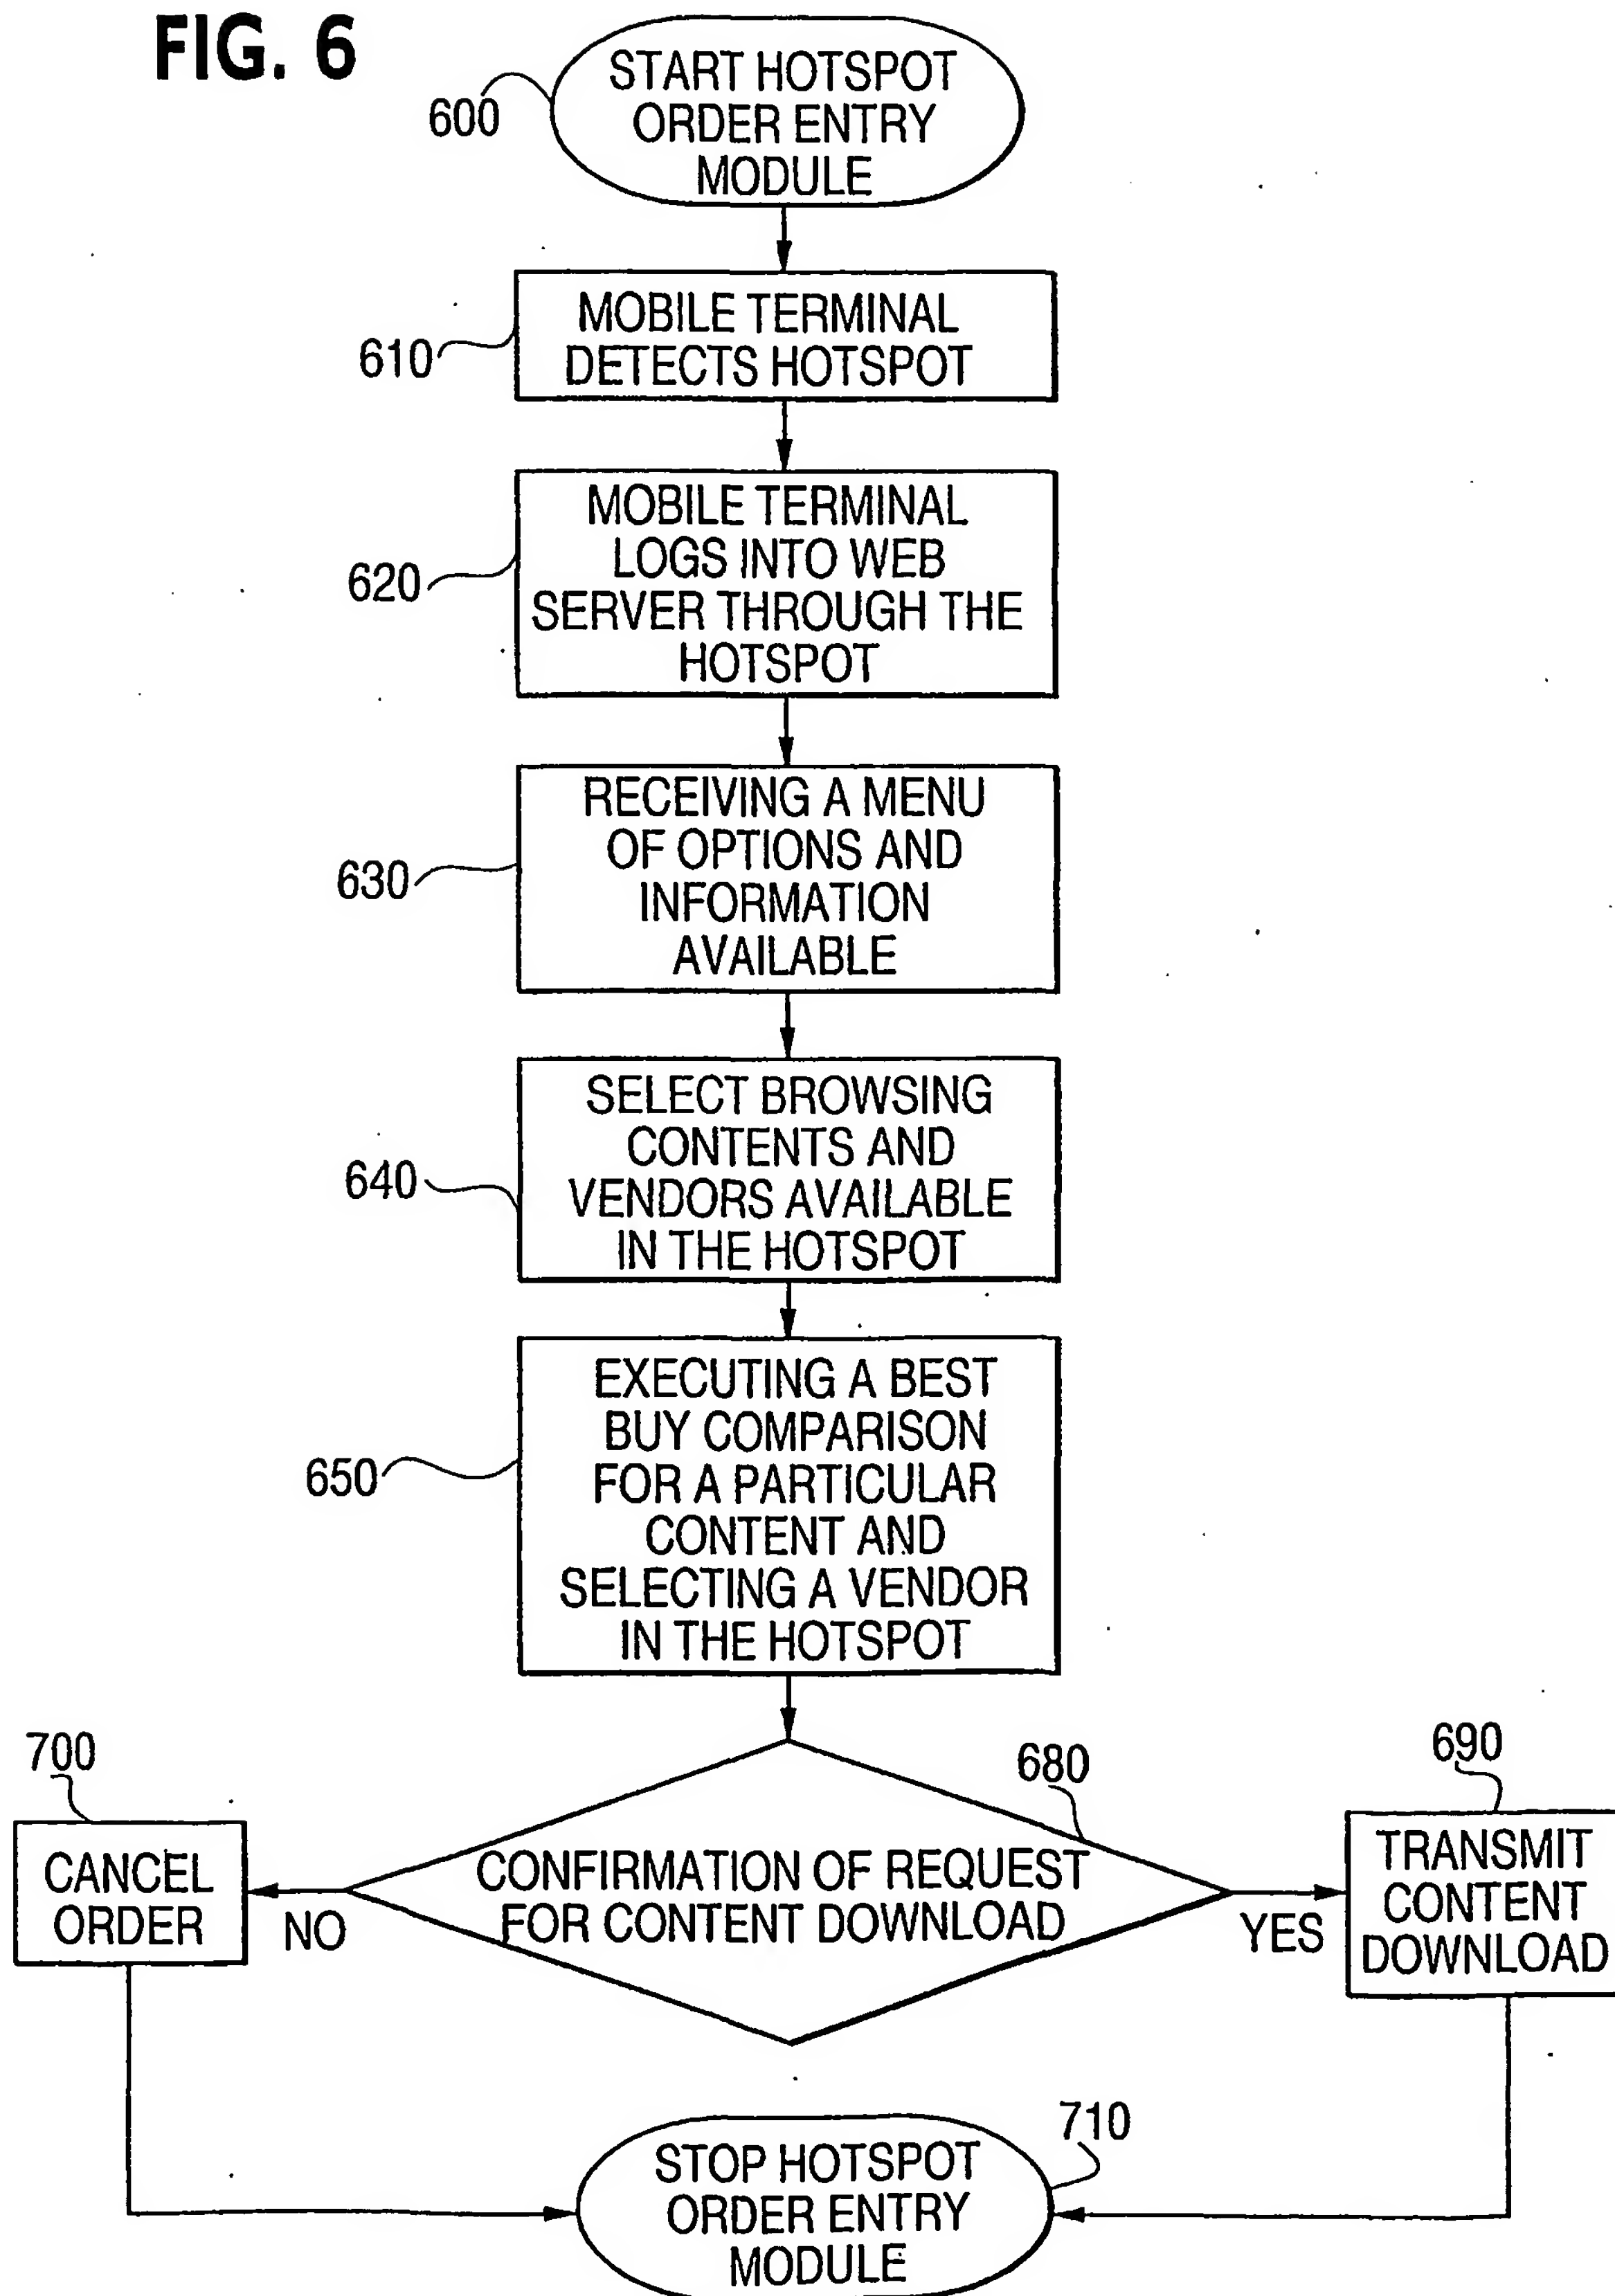 FIG. 6
600
START HOTSPOT
ORDER ENTRY
MODULE
610
MOBILE TERMINAL
DETECTS HOTSPOT
620
MOBILE TERMINAL
LOGS INTO WEB
SERVER THROUGH THE
HOTSPOT
630
RECEIVING A MENU
OF OPTIONS AND
INFORMATION
AVAILABLE
640
SELECT BROWSING
CONTENTS AND
VENDORS AVAILABLE
IN THE HOTSPOT
650
EXECUTING A BEST
BUY COMPARISON
FOR A PARTICULAR
CONTENT AND
SELECTING A VENDOR
IN THE HOTSPOT
700
CANCEL
ORDER
NO
680
CONFIRMATION OF REQUEST
FOR CONTENT DOWNLOAD
YES
690
TRANSMIT
CONTENT
DOWNLOAD
710
STOP HOTSPOT
ORDER ENTRY
MODULE